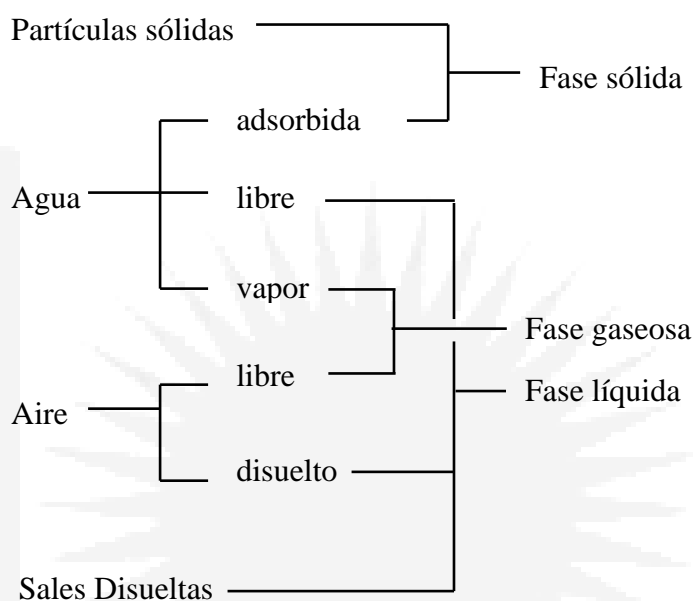 Partículas sólidas
Fase sólida
adsorbida
Agua
libre
vapor
Fase gaseosa
libre
Fase líquida
Aire
disuelto
Sales Disueltas